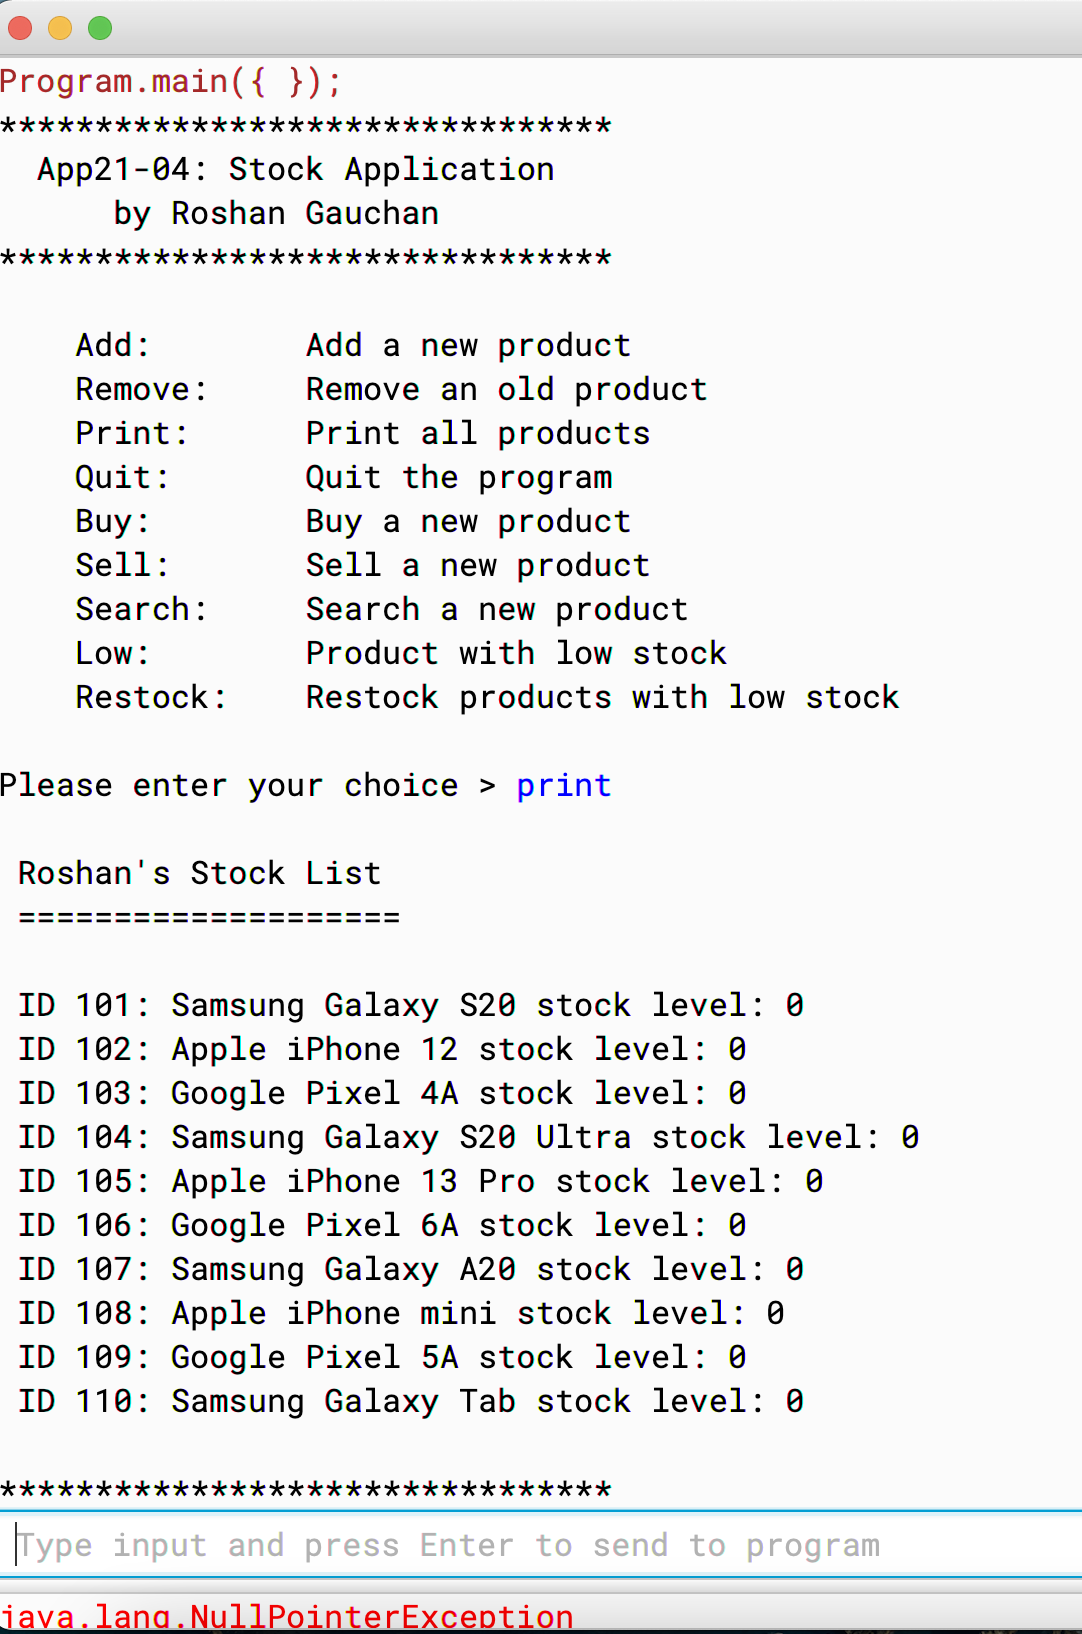 Program.main({ });
********************************
App21-04: Stock Application
by Roshan Gauchan
********************************
Add: Add a new product
Remove: Remove an old product
Print: Print all products
Quit: Quit the program
Buy: Buy a new product
Sell: Sell a new product
Search: Search a new product
Low: Product with low stock
Restock: Restock products with low stock
Please enter your choice > print
Roshan's Stock List
====================
ID 101: Samsung Galaxy S20 stock level: 0
ID 102: Apple iPhone 12 stock level: 0
ID 103: Google Pixel 4A stock level: 0
ID 104: Samsung Galaxy S20 Ultra stock level: 0
ID 105: Apple iPhone 13 Pro stock level: 0
ID 106: Google Pixel 6A stock level: 0
ID 107: Samsung Galaxy A20 stock level: 0
ID 108: Apple iPhone mini stock level: 0
ID 109: Google Pixel 5A stock level: 0
ID 110: Samsung Galaxy Tab stock level: 0
********************************
Type input and press Enter to send to program
java.lang.NullPointerException